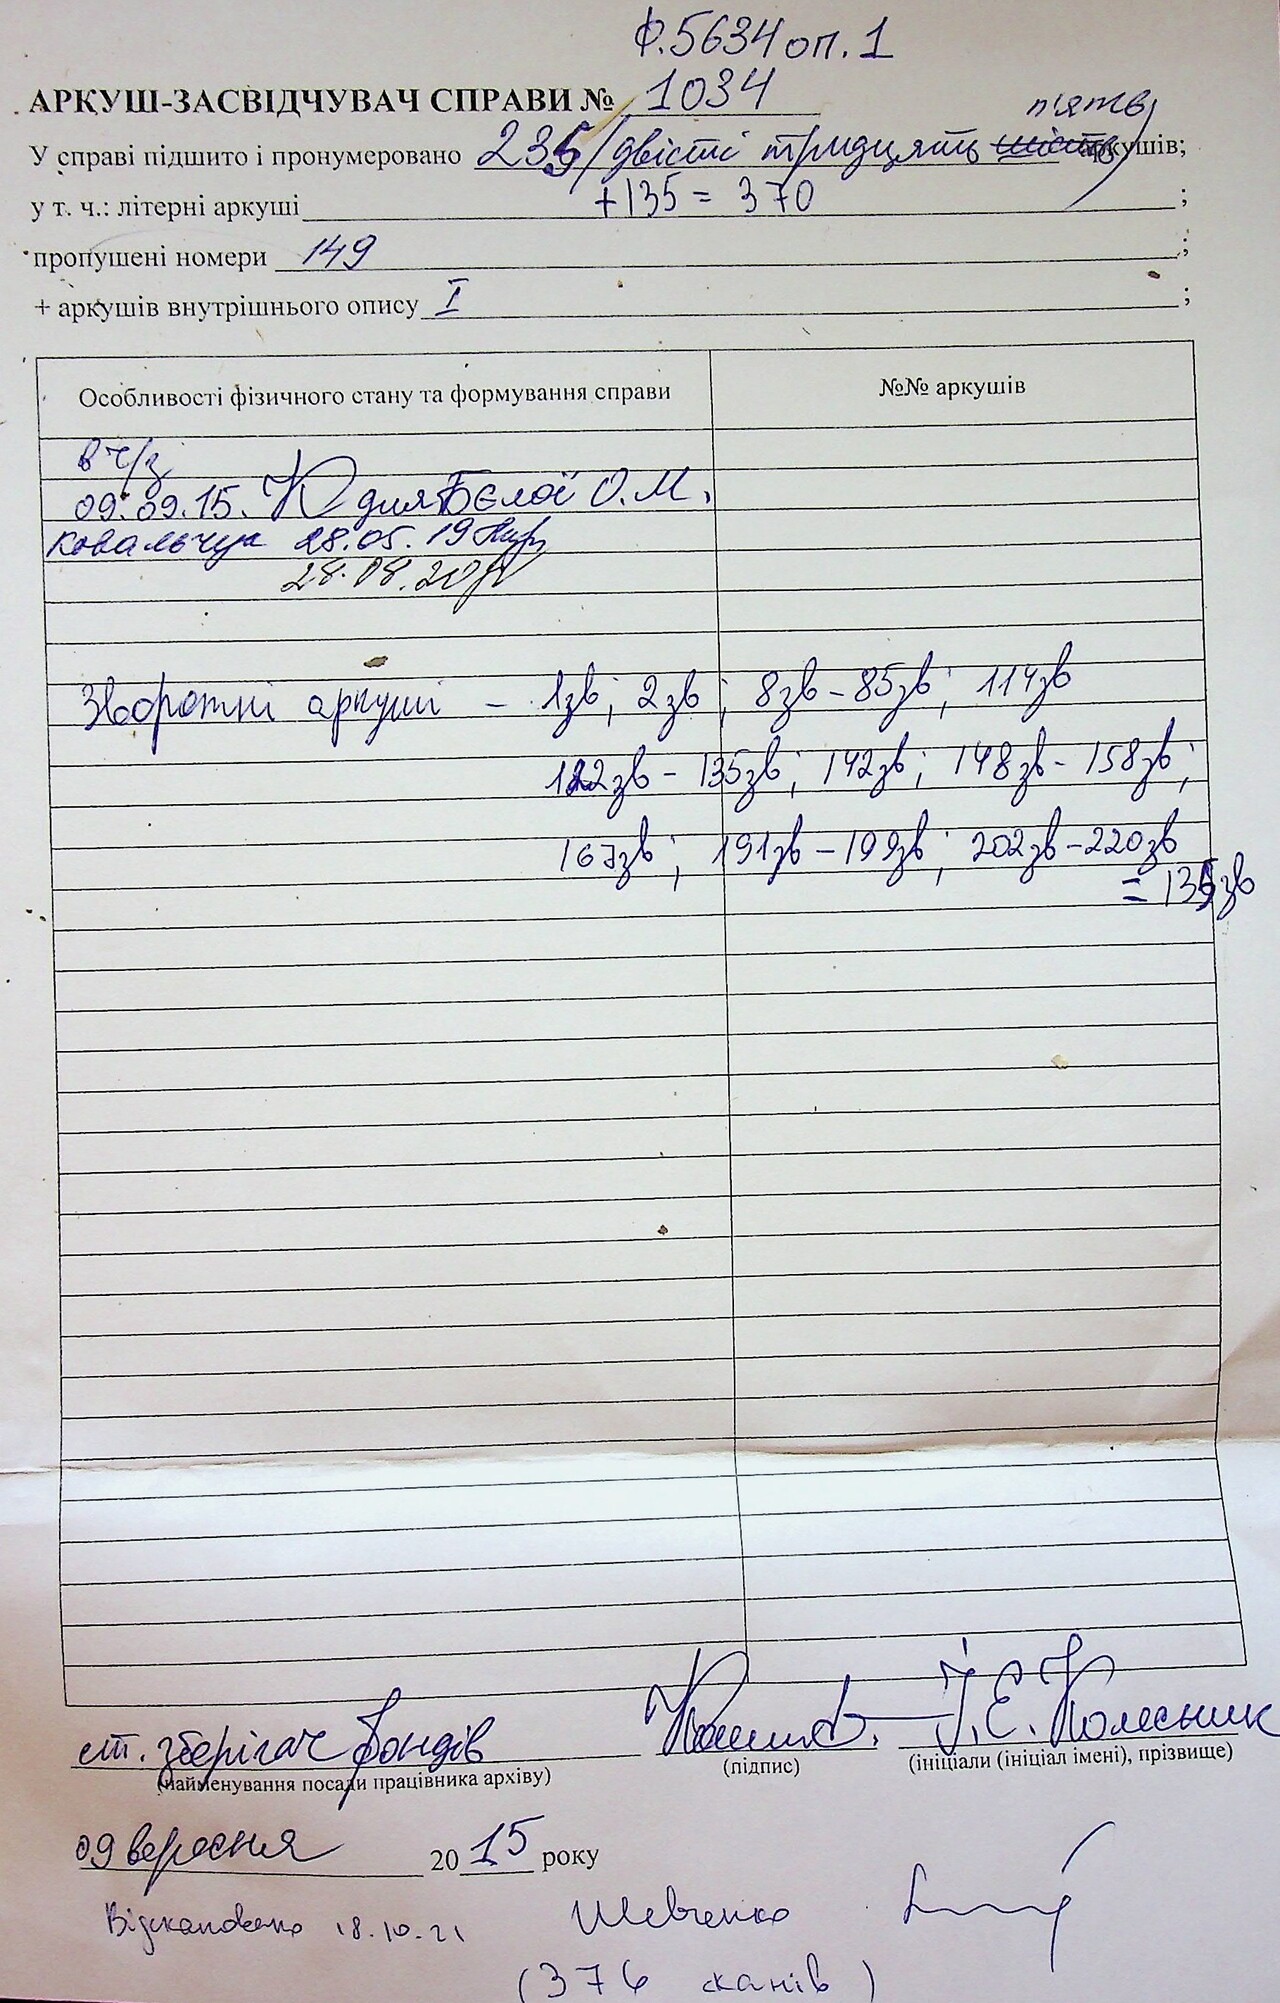 ф.5634 оп.1
АРКУШ-ЗАСВІДЧУВАЧ СПРАВИ № 1034
п'ять)
У справі підшито і пронумеровано 235 (двісті тридцять шість аркушів;
у т. ч.: літерні аркуші +135 = 370 ;
пропущені номери 149 ;
+ аркушів внутрішнього опису I ;
Особливості фізичного стану та формування справи №№ аркушів
в ч/з
09.09.15. для Бєлої О.М.
Ковальчук 28.05.19
28.08.20
Зворотні аркуші – 1зв; 2зв; 8зв – 85зв; 114зв
122зв – 135зв; 142зв; 148зв – 158зв;
167зв; 191зв – 199зв; 202зв – 220зв
= 135зв
ст. зберігач фондів І.Є. Колесник
(найменування посади працівника архіву) (підпис) (ініціали (ініціал імені), прізвище)
09 вересня 2015 року
Відскановано 18.10.21 Шевченко
(376 сканів)